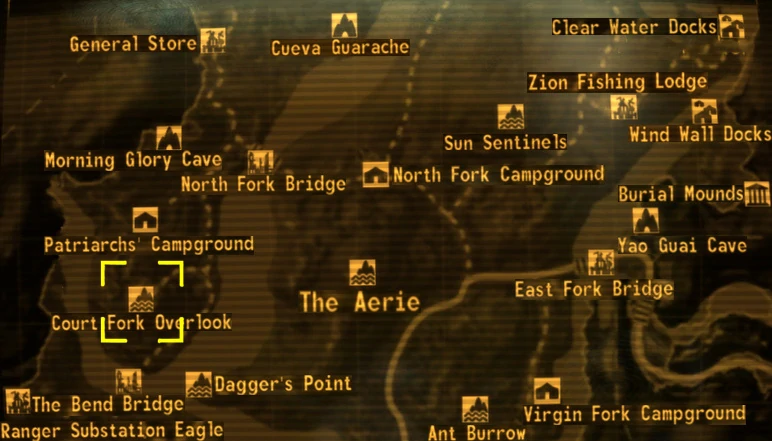 Clear Water Docks
General Store
Cueva Guarache
Zion Fishing Lodge
Sun Sentinels
Wind Wall Docks
Morning Glory Cave
North Fork Bridge
North Fork Campground
Burial Mounds
Patriarchs' Campground
Yao Guai Cave
East Fork Bridge
The Aerie
Court Fork Overlook
Dagger's Point
The Bend Bridge
Virgin Fork Campground
Ranger Substation Eagle
Ant Burrow